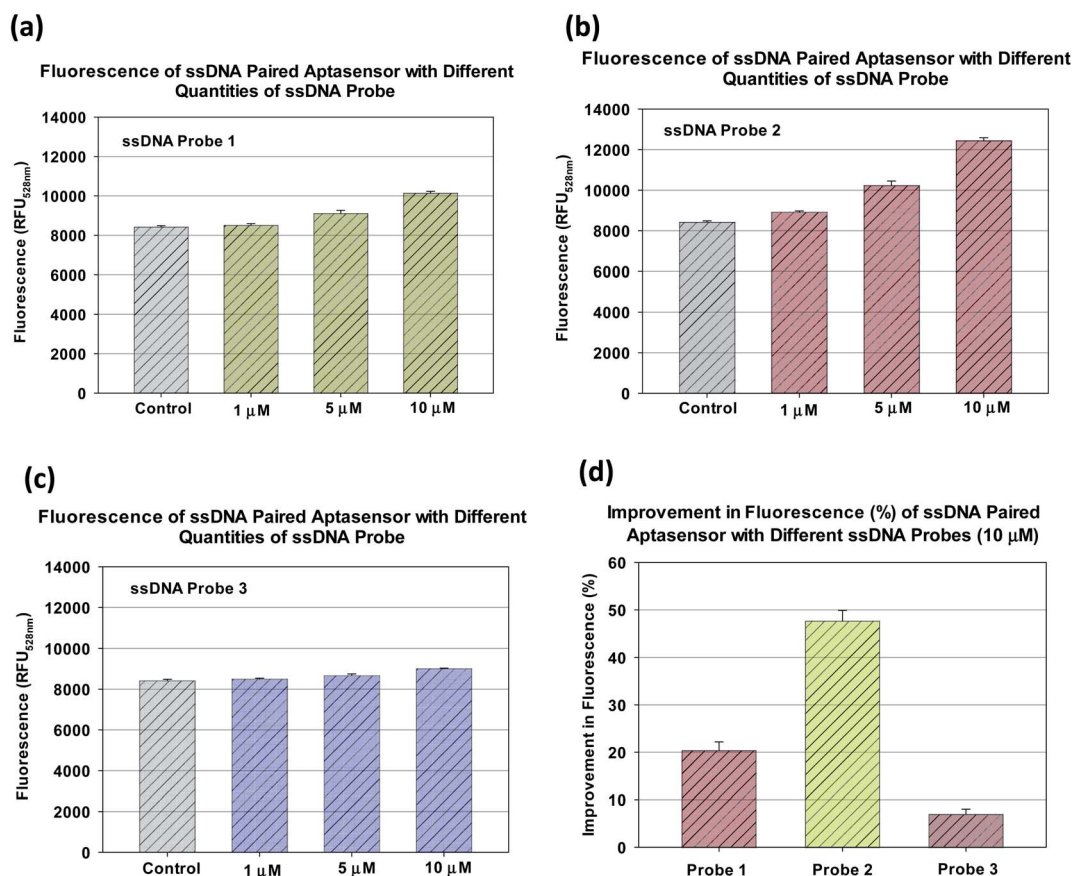 (a)
Fluorescence of ssDNA Paired Aptasensor with Different
Quantities of ssDNA Probe
ssDNA Probe 1
Fluorescence (RFU528nm)
14000
12000
10000
8000
6000
4000
2000
0
Control 1 µM 5 µM 10 µM
(b)
Fluorescence of ssDNA Paired Aptasensor with Different
Quantities of ssDNA Probe
ssDNA Probe 2
Fluorescence (RFU528nm)
14000
12000
10000
8000
6000
4000
2000
0
Control 1 µM 5 µM 10 µM
(c)
Fluorescence of ssDNA Paired Aptasensor with Different
Quantities of ssDNA Probe
ssDNA Probe 3
Fluorescence (RFU528nm)
14000
12000
10000
8000
6000
4000
2000
0
Control 1 µM 5 µM 10 µM
(d)
Improvement in Fluorescence (%) of ssDNA Paired
Aptasensor with Different ssDNA Probes (10 µM)
Improvement in Fluorescence (%)
60
50
40
30
20
10
0
Probe 1 Probe 2 Probe 3